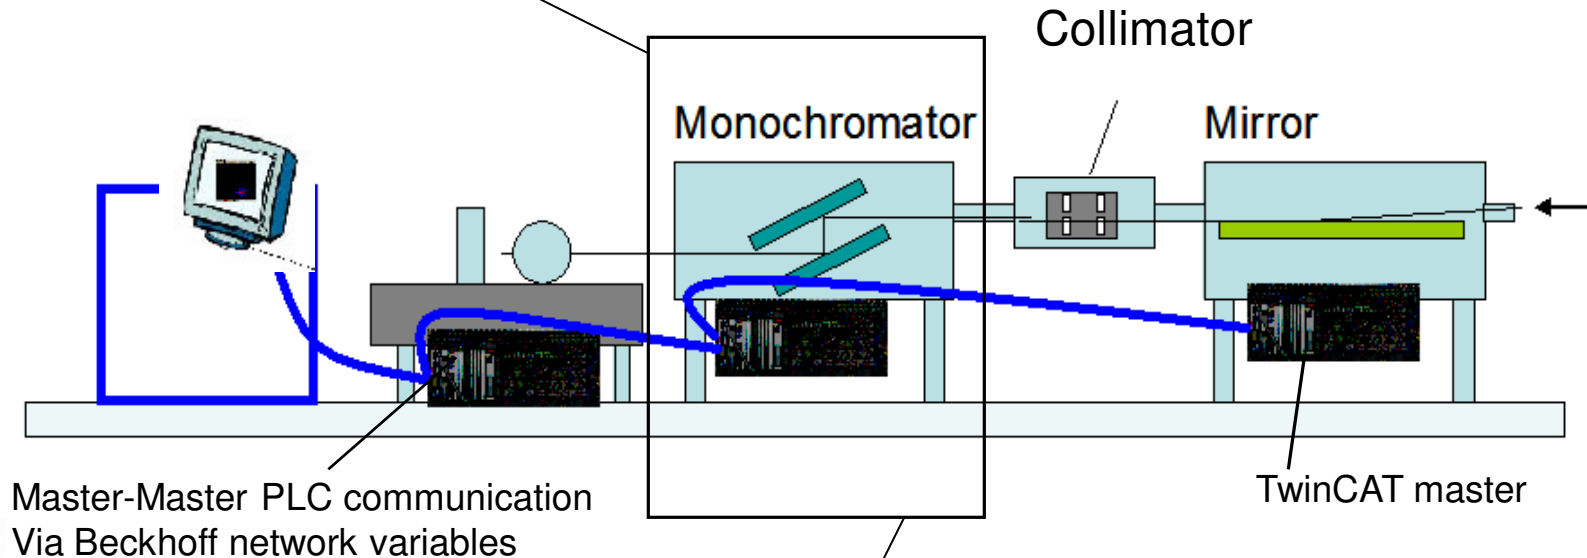 Collimator
Monochromator
Mirror
Master-Master PLC communication
Via Beckhoff network variables
TwinCAT master